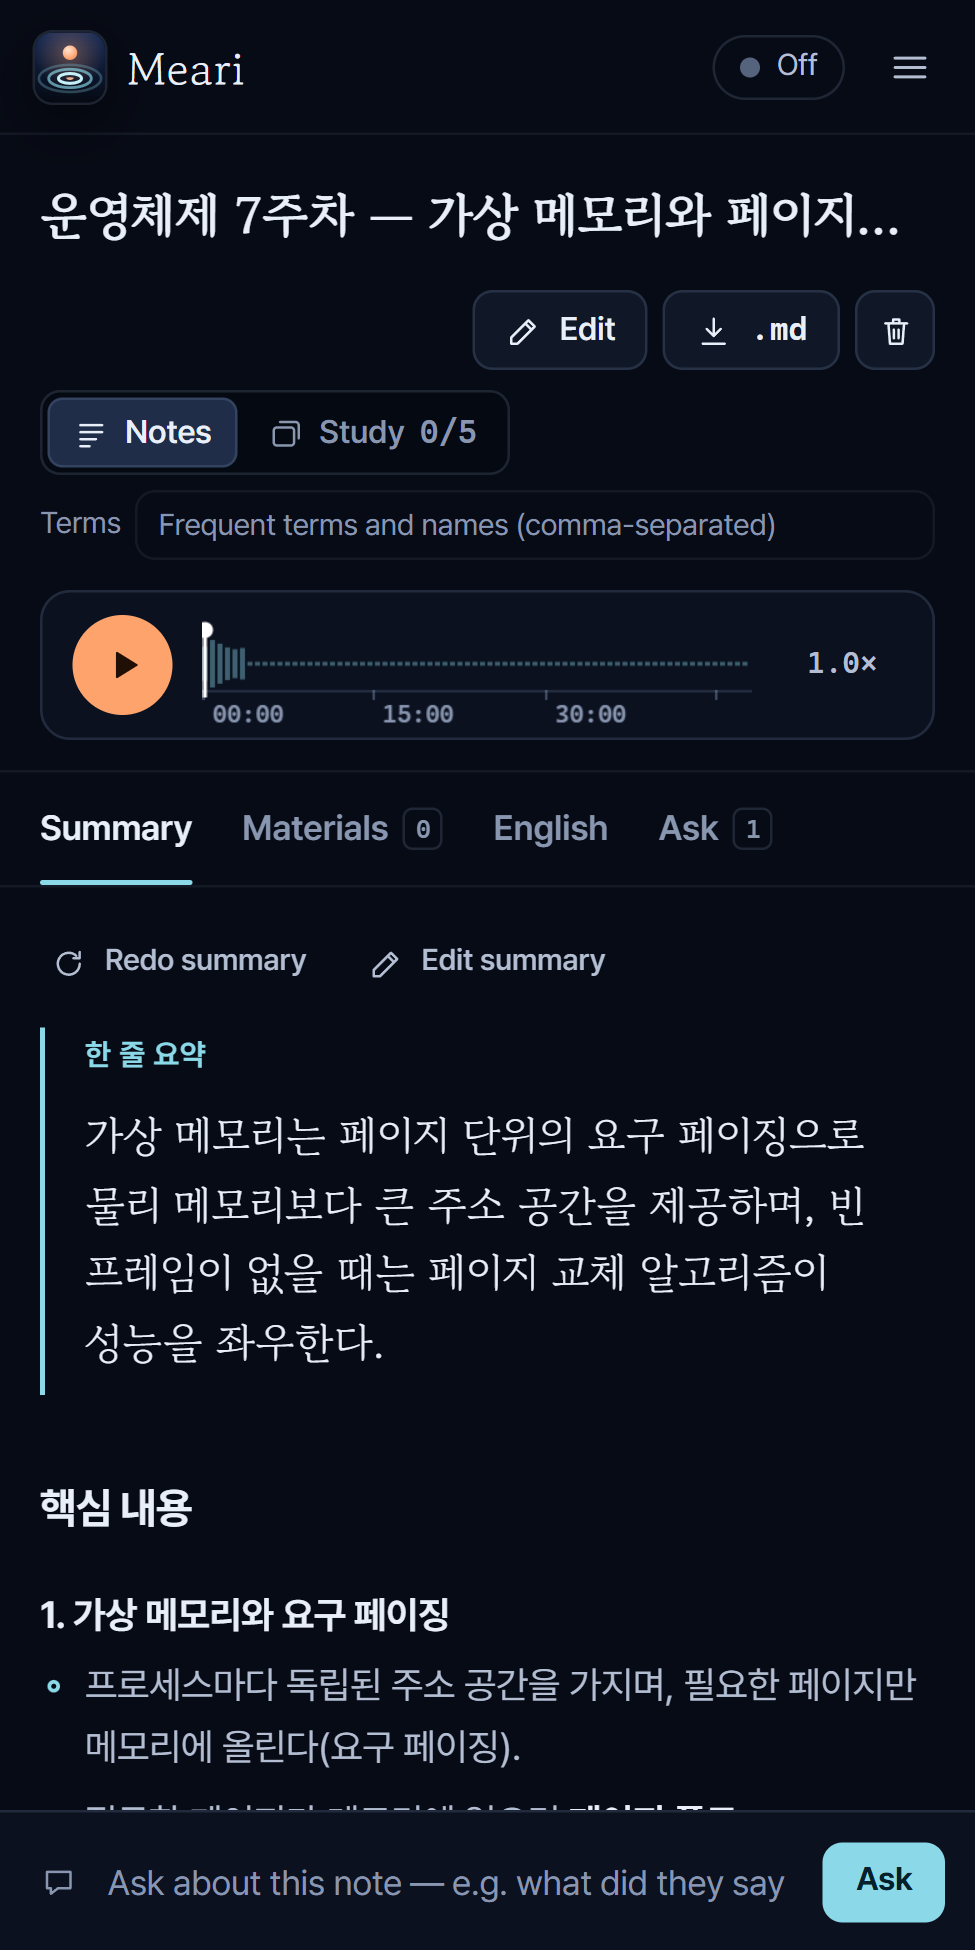 Meari
Off
운영체제 7주차 — 가상 메모리와 페이지...
Edit
.md
Notes
Study 0/5
Terms
Frequent terms and names (comma-separated)
1.0×
00:00 15:00 30:00
Summary
Materials 0
English
Ask 1
Redo summary
Edit summary
한 줄 요약
가상 메모리는 페이지 단위의 요구 페이징으로
물리 메모리보다 큰 주소 공간을 제공하며, 빈
프레임이 없을 때는 페이지 교체 알고리즘이
성능을 좌우한다.
핵심 내용
1. 가상 메모리와 요구 페이징
프로세스마다 독립된 주소 공간을 가지며, 필요한 페이지만
메모리에 올린다(요구 페이징).
Ask about this note — e.g. what did they say
Ask